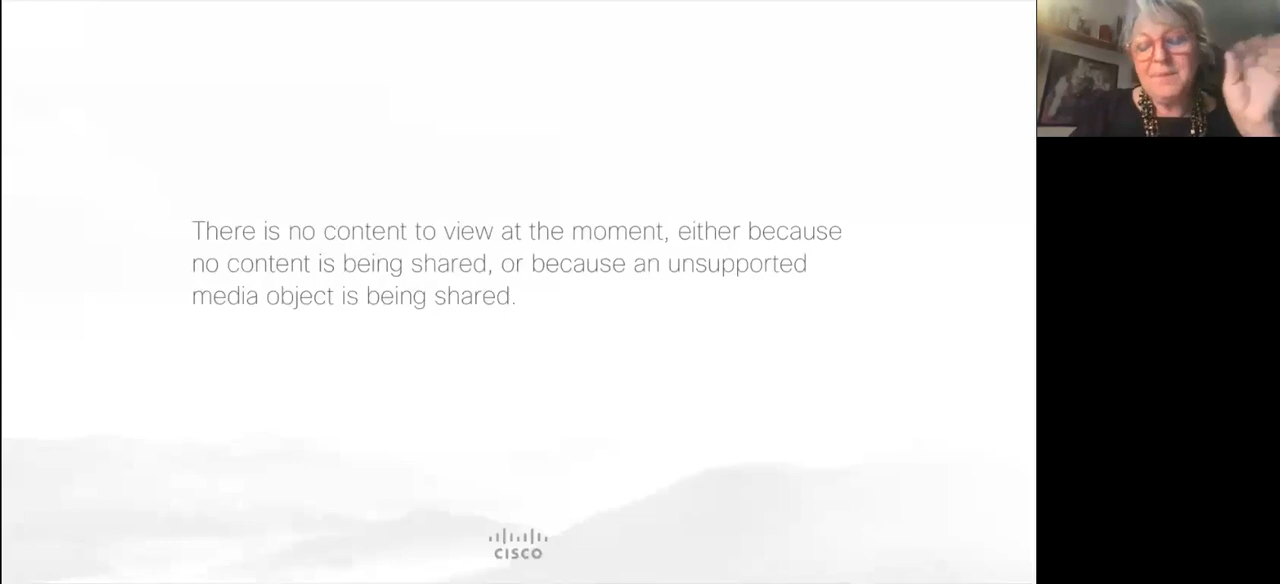 There is no content to view at the moment, either because
no content is being shared, or because an unsupported
media object is being shared.
CISCO